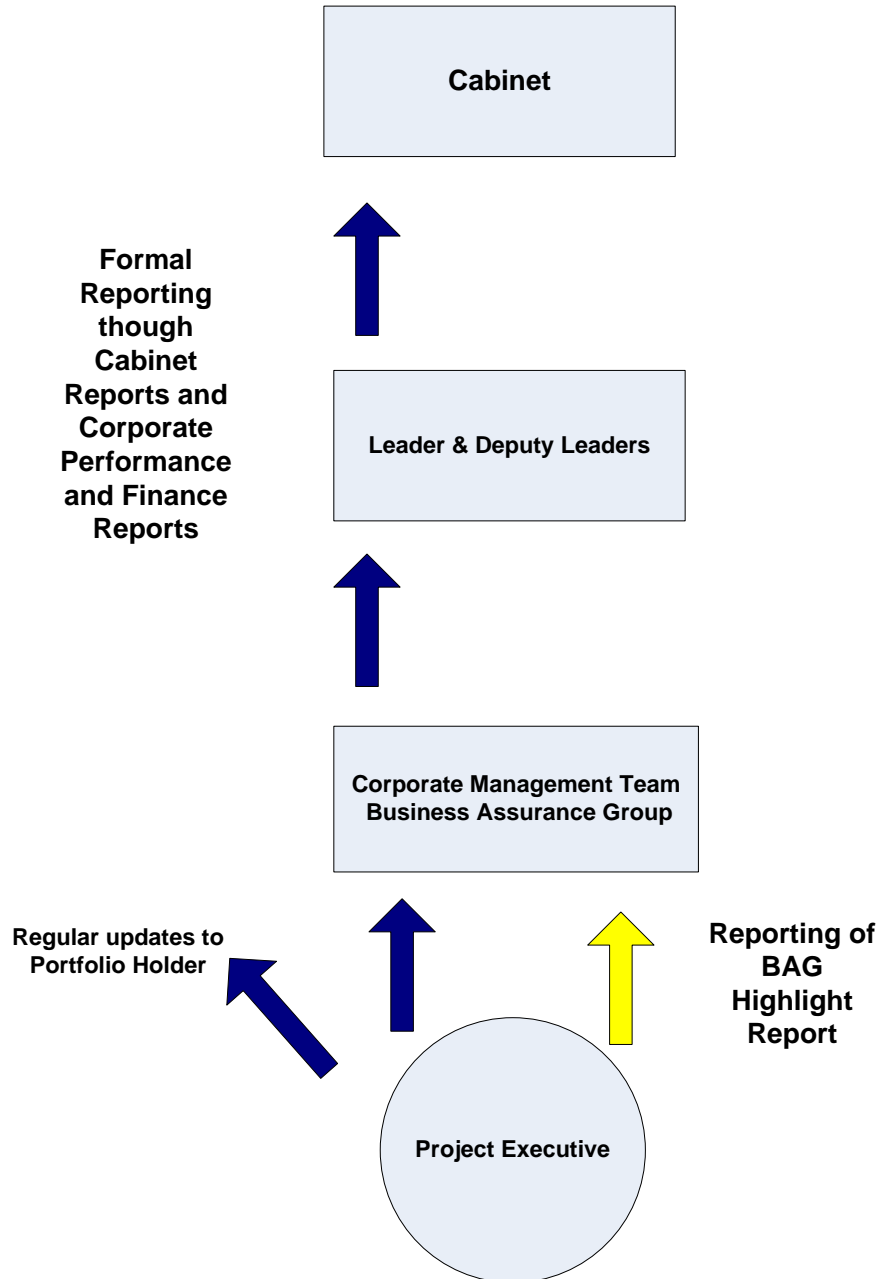 Cabinet
Formal
Reporting
though
Cabinet
Reports and
Corporate
Performance
and Finance
Reports
Leader & Deputy Leaders
Corporate Management Team
Business Assurance Group
Regular updates to
Portfolio Holder
Reporting of
BAG
Highlight
Report
Project Executive